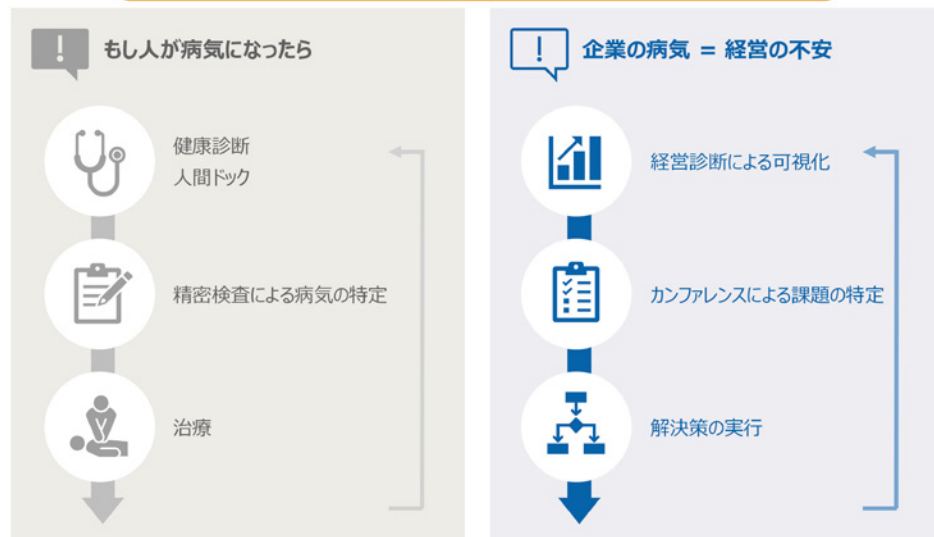 もし人が病気になったら
健康診断
人間ドック
精密検査による病気の特定
治療
企業の病気 = 経営の不安
経営診断による可視化
カンファレンスによる課題の特定
解決策の実行